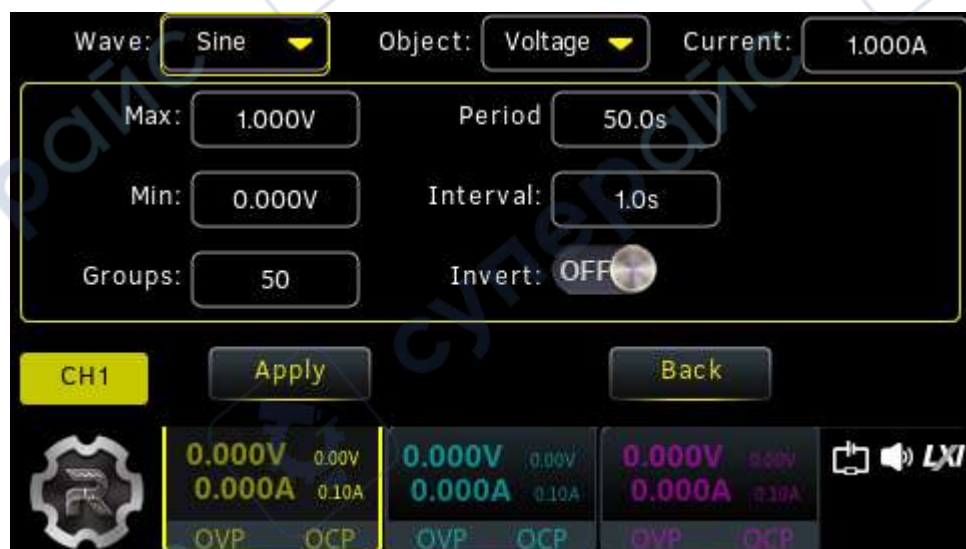 Wave: Sine Object: Voltage Current: 1.000A
Max: 1.000V Period 50.0s
Min: 0.000V Interval: 1.0s
Groups: 50 Invert: OFF
CH1 Apply Back
0.000V 0.00V 0.000V 0.00V 0.000V 0.00V LXI
0.000A 0.10A 0.000A 0.10A 0.000A 0.10A
OVP OCP OVP OCP OVP OCP
суперайс